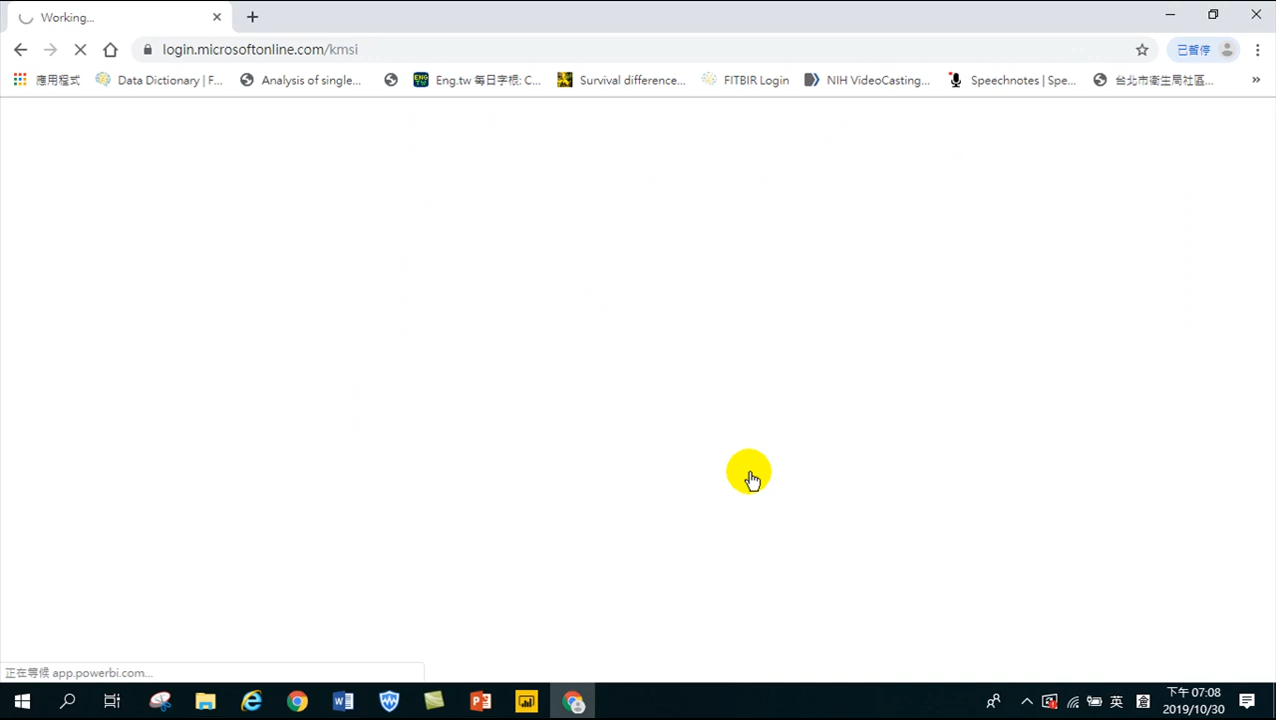 Working...
login.microsoftonline.com/kmsi
已暫停
應用程式 Data Dictionary | F... Analysis of single... Eng.tw 每日字根: C... Survival difference... FITBIR Login NIH VideoCasting... Speechnotes | Spe... 台北市衛生局社區... »
正在等候 app.powerbi.com...
英 倉 下午 07:08
2019/10/30